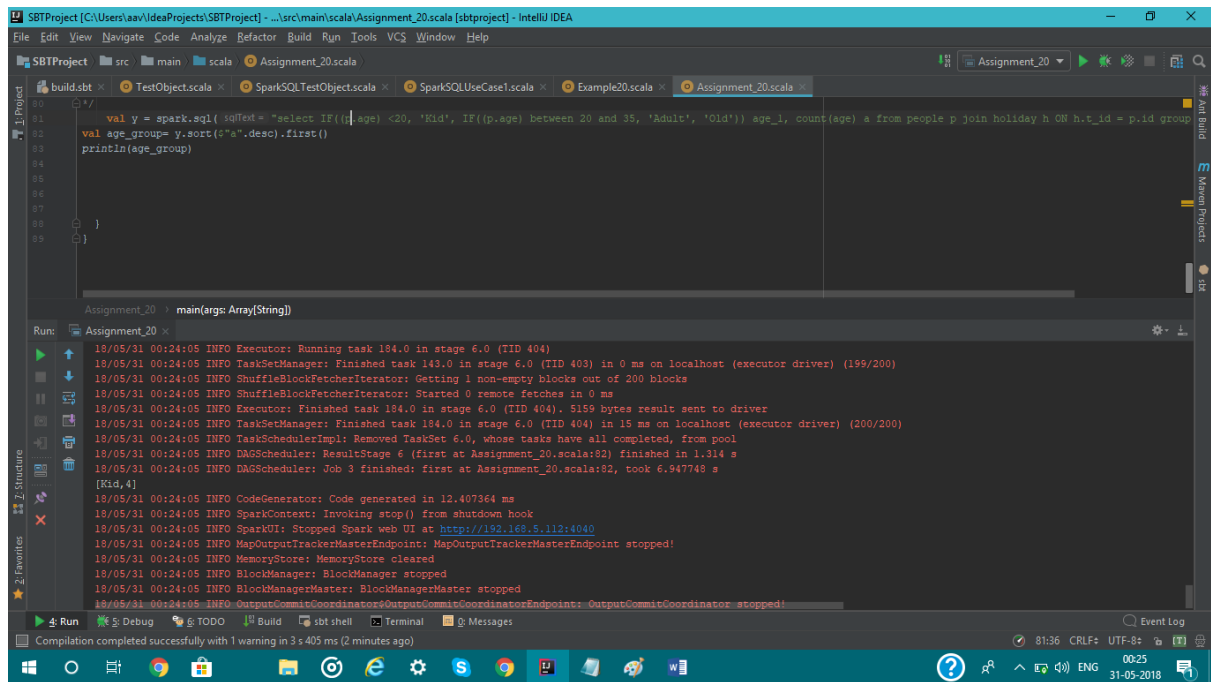 SBTProject [C:\Users\aav\IdeaProjects\SBTProject] - ...\src\main\scala\Assignment_20.scala [sbtproject] - IntelliJ IDEA
File Edit View Navigate Code Analyze Refactor Build Run Tools VCS Window Help
SBTProject src main scala Assignment_20.scala Assignment_20
build.sbt TestObject.scala SparkSQLTestObject.scala SparkSQLUseCase1.scala Example20.scala Assignment_20.scala
1: Project
Ant Build
Maven Projects
sbt
80 */
81 val y = spark.sql( sqlText = "select IF((p.age) <20, 'Kid', IF((p.age) between 20 and 35, 'Adult', 'Old')) age_1, count(age) a from people p join holiday h ON h.t_id = p.id group
82 val age_group= y.sort($"a".desc).first()
83 println(age_group)
84
85
86
87
88 }
89 }
Assignment_20 main(args: Array[String])
Run: Assignment_20
18/05/31 00:24:05 INFO Executor: Running task 184.0 in stage 6.0 (TID 404)
18/05/31 00:24:05 INFO TaskSetManager: Finished task 143.0 in stage 6.0 (TID 403) in 0 ms on localhost (executor driver) (199/200)
18/05/31 00:24:05 INFO ShuffleBlockFetcherIterator: Getting 1 non-empty blocks out of 200 blocks
18/05/31 00:24:05 INFO ShuffleBlockFetcherIterator: Started 0 remote fetches in 0 ms
18/05/31 00:24:05 INFO Executor: Finished task 184.0 in stage 6.0 (TID 404). 5159 bytes result sent to driver
18/05/31 00:24:05 INFO TaskSetManager: Finished task 184.0 in stage 6.0 (TID 404) in 15 ms on localhost (executor driver) (200/200)
18/05/31 00:24:05 INFO TaskSchedulerImpl: Removed TaskSet 6.0, whose tasks have all completed, from pool
18/05/31 00:24:05 INFO DAGScheduler: ResultStage 6 (first at Assignment_20.scala:82) finished in 1.314 s
18/05/31 00:24:05 INFO DAGScheduler: Job 3 finished: first at Assignment_20.scala:82, took 6.947748 s
[Kid,4]
18/05/31 00:24:05 INFO CodeGenerator: Code generated in 12.407364 ms
18/05/31 00:24:05 INFO SparkContext: Invoking stop() from shutdown hook
18/05/31 00:24:05 INFO SparkUI: Stopped Spark web UI at http://192.168.5.112:4040
18/05/31 00:24:05 INFO MapOutputTrackerMasterEndpoint: MapOutputTrackerMasterEndpoint stopped!
18/05/31 00:24:05 INFO MemoryStore: MemoryStore cleared
18/05/31 00:24:05 INFO BlockManager: BlockManager stopped
18/05/31 00:24:05 INFO BlockManagerMaster: BlockManagerMaster stopped
18/05/31 00:24:05 INFO OutputCommitCoordinator$OutputCommitCoordinatorEndpoint: OutputCommitCoordinator stopped!
7: Structure
2: Favorites
4: Run 5: Debug 6: TODO Build sbt shell Terminal 0: Messages Event Log
Compilation completed successfully with 1 warning in 3 s 405 ms (2 minutes ago) 81:36 CRLF UTF-8
ENG 00:25
31-05-2018